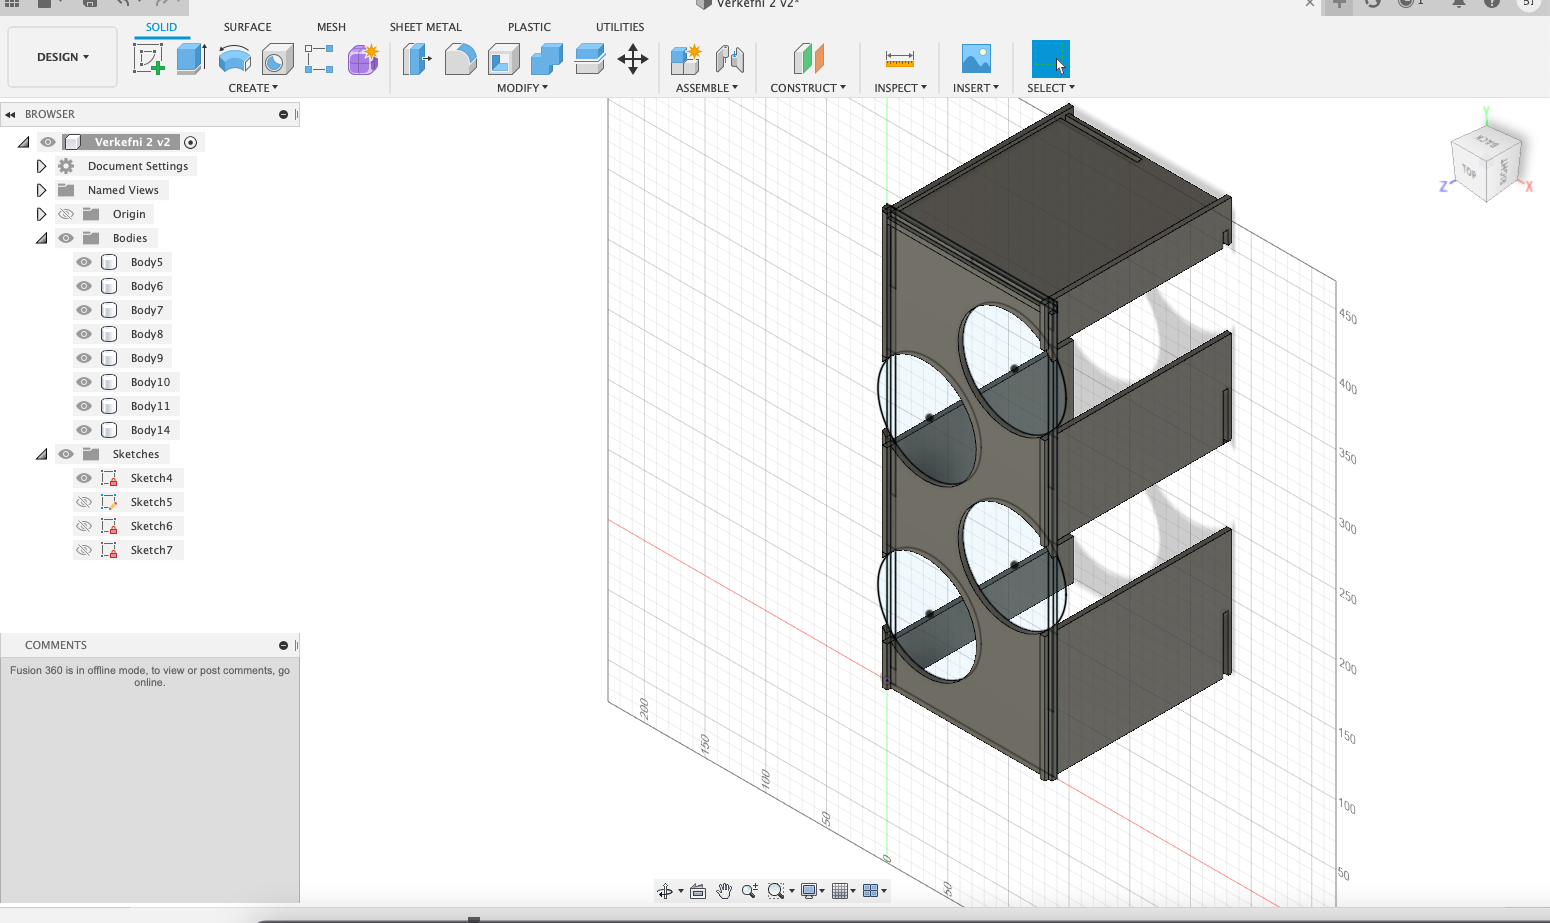 Verkefni 2 v2*
1
SOLID
SURFACE
MESH
SHEET METAL
PLASTIC
UTILITIES
DESIGN
CREATE
MODIFY
ASSEMBLE
CONSTRUCT
INSPECT
INSERT
SELECT
BROWSER
Verkefni 2 v2
Document Settings
Named Views
Origin
Bodies
Body5
Body6
Body7
Body8
Body9
Body10
Body11
Body14
Sketches
Sketch4
Sketch5
Sketch6
Sketch7
COMMENTS
Fusion 360 is in offline mode, to view or post comments, go
online.
Y
BACK
TOP
RIGHT
Z
X
450
400
350
300
250
200
150
100
50
200
150
100
50
0
50